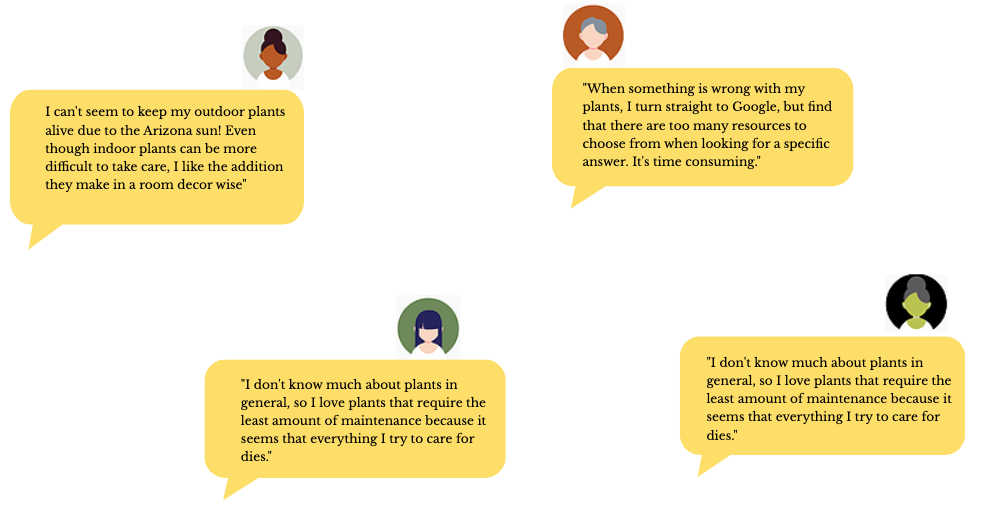 I can't seem to keep my outdoor plants
alive due to the Arizona sun! Even
though indoor plants can be more
difficult to take care, I like the addition
they make in a room decor wise"
"When something is wrong with my
plants, I turn straight to Google, but find
that there are too many resources to
choose from when looking for a specific
answer. It's time consuming."
"I don't know much about plants in
general, so I love plants that require the
least amount of maintenance because it
seems that everything I try to care for
dies."
"I don't know much about plants in
general, so I love plants that require the
least amount of maintenance because it
seems that everything I try to care for
dies."